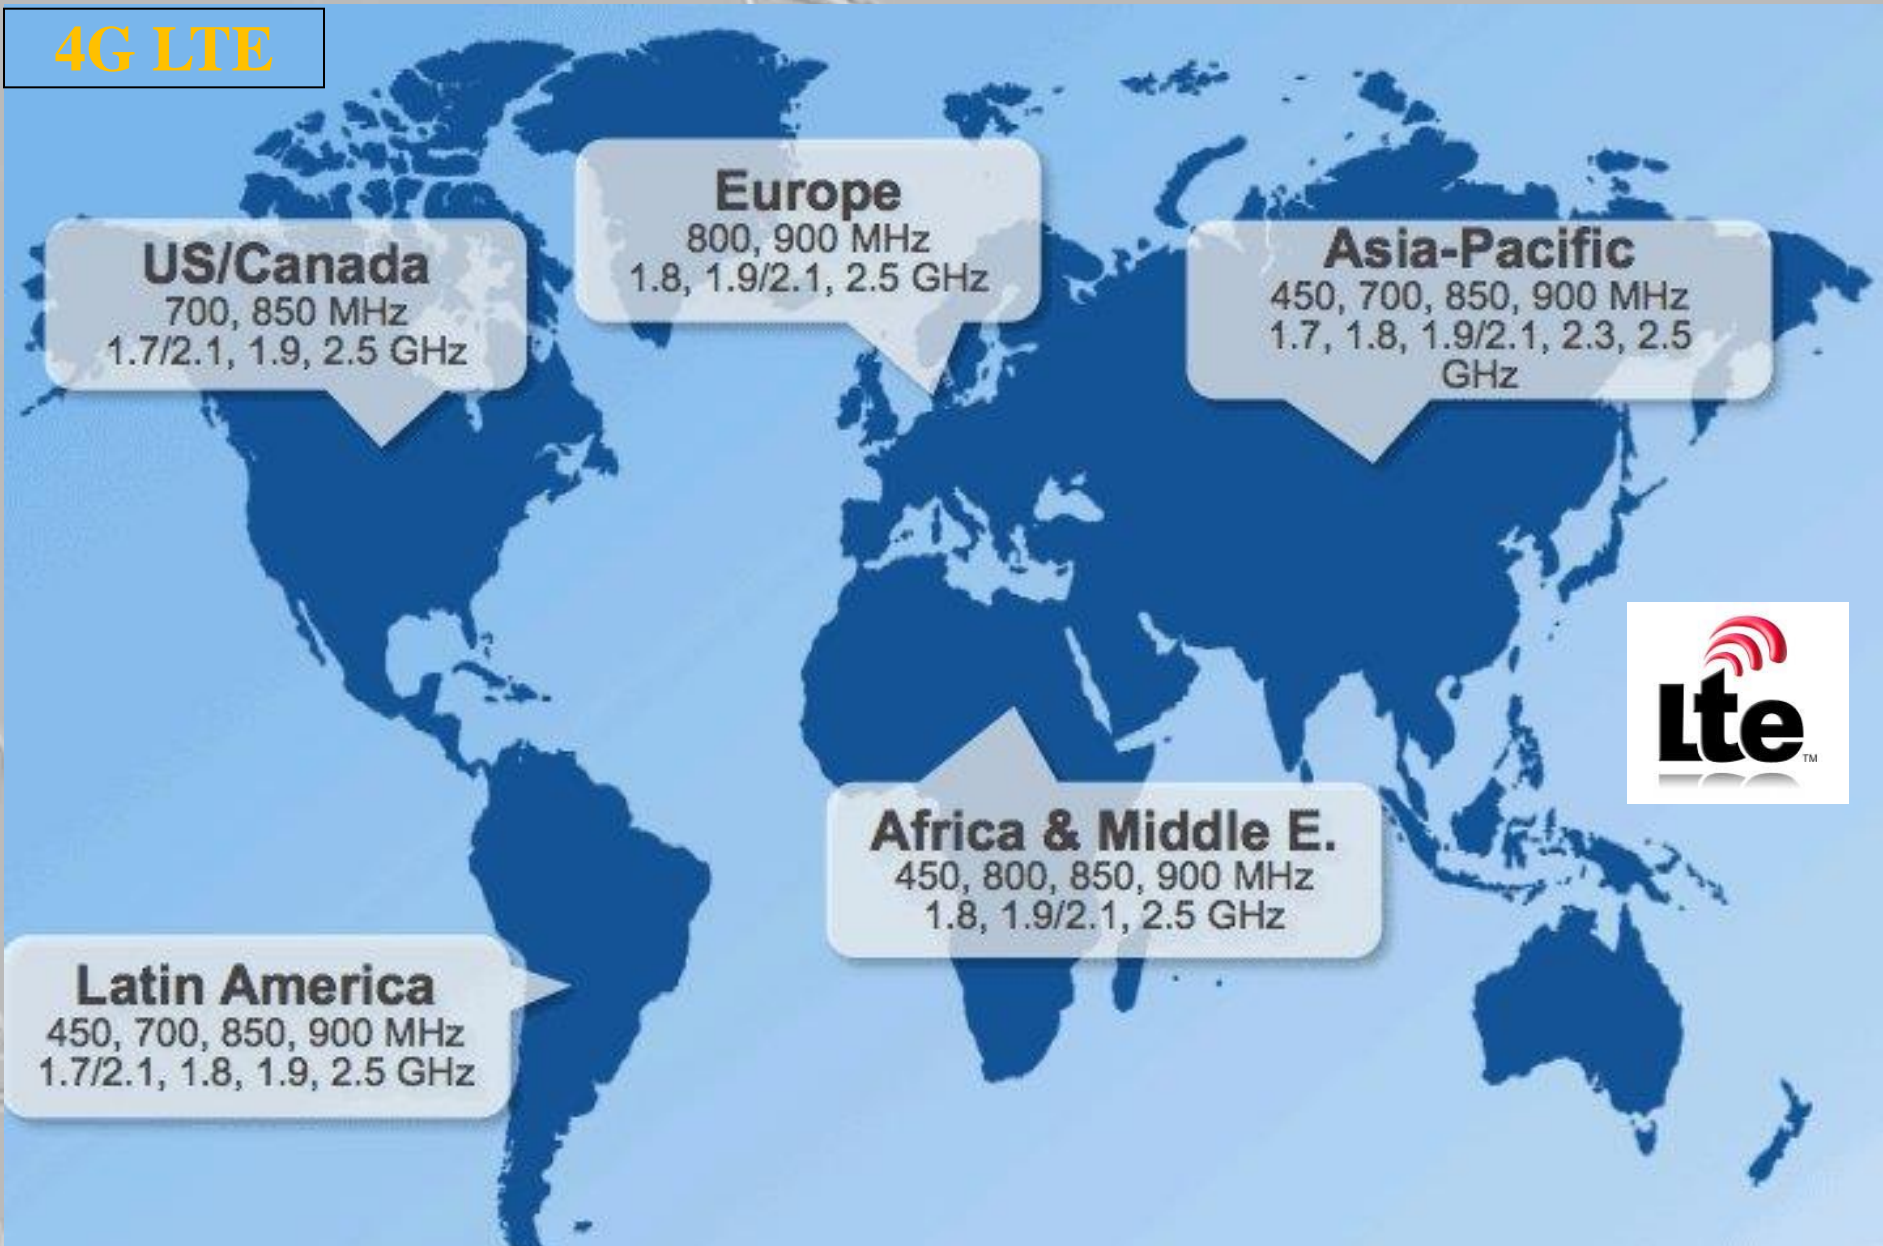 4G LTE
Europe
800, 900 MHz
1.8, 1.9/2.1, 2.5 GHz
US/Canada
700, 850 MHz
1.7/2.1, 1.9, 2.5 GHz
Asia-Pacific
450, 700, 850, 900 MHz
1.7, 1.8, 1.9/2.1, 2.3, 2.5
GHz
Lte™
Africa & Middle E.
450, 800, 850, 900 MHz
1.8, 1.9/2.1, 2.5 GHz
Latin America
450, 700, 850, 900 MHz
1.7/2.1, 1.8, 1.9, 2.5 GHz